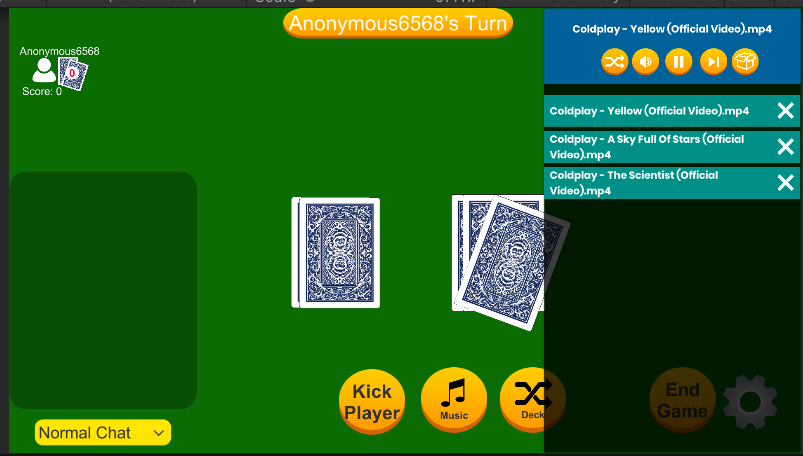 Anonymous6568's Turn
Anonymous6568
0
Score: 0
Coldplay - Yellow (Official Video).mp4
Coldplay - Yellow (Official Video).mp4
Coldplay - A Sky Full Of Stars (Official
Video).mp4
Coldplay - The Scientist (Official
Video).mp4
Kick
Player
Music
Deck
End
Game
Normal Chat